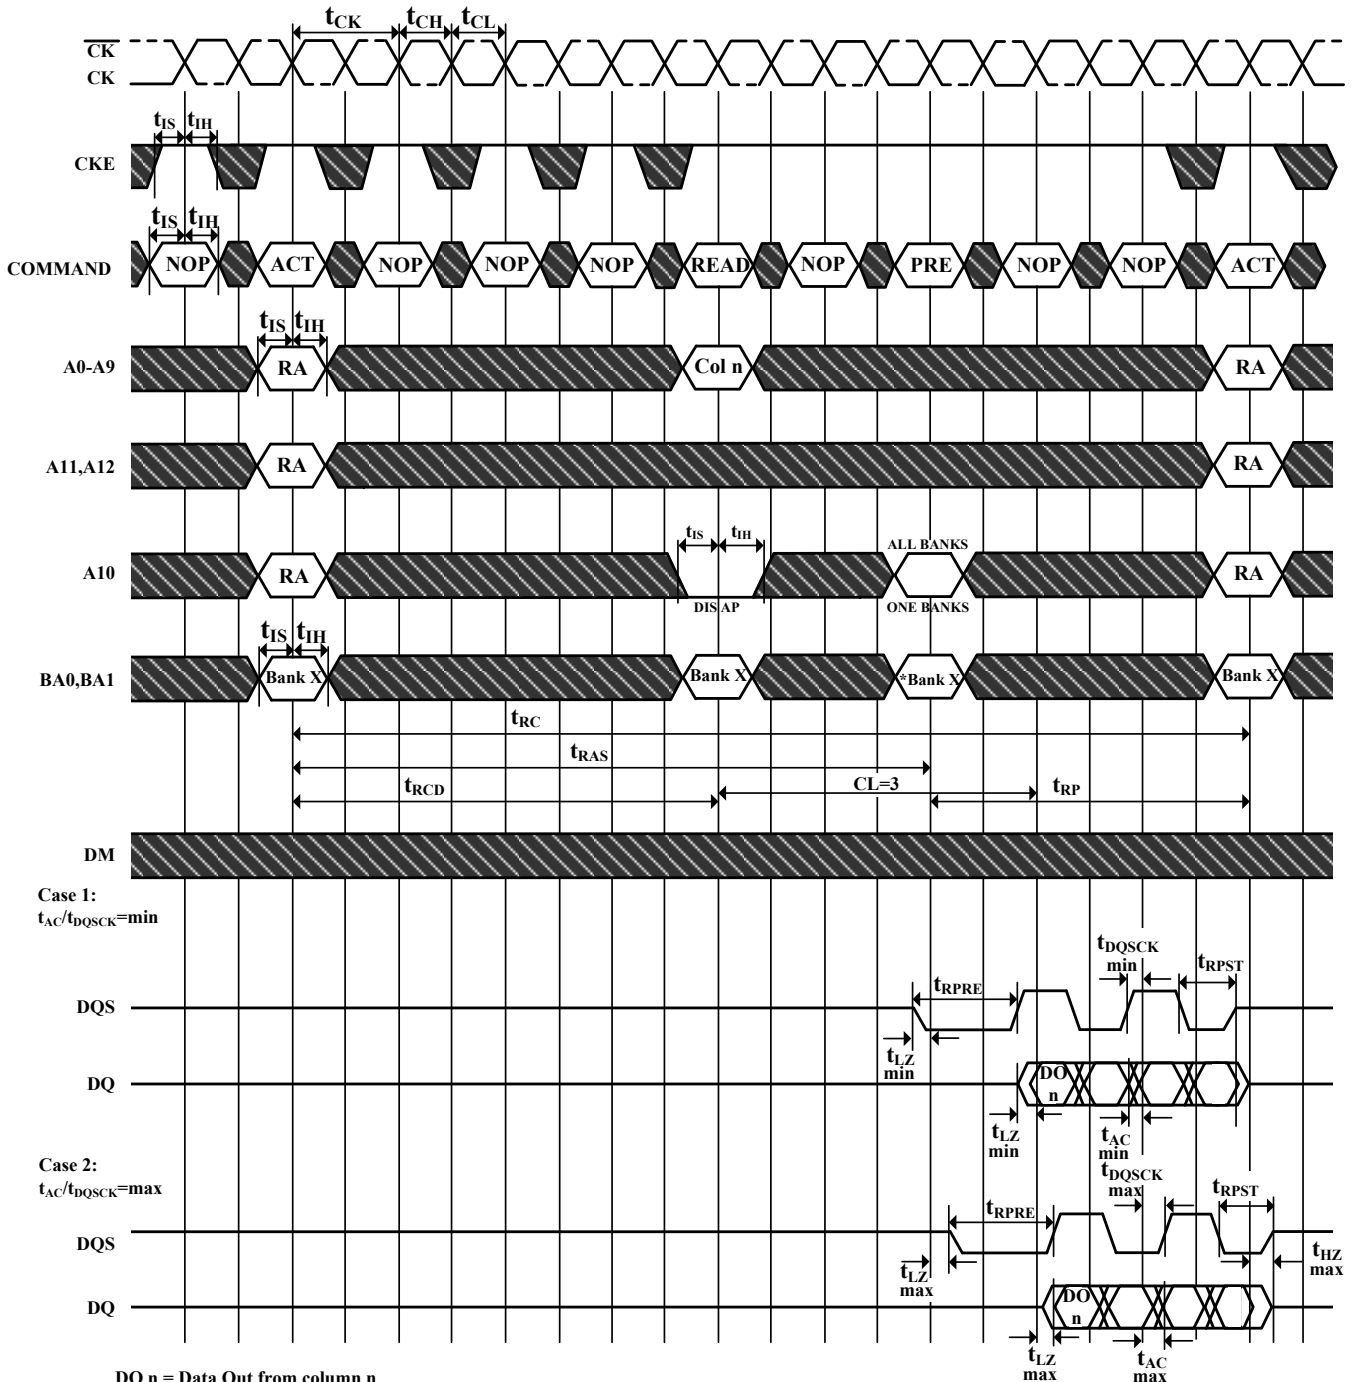 tCK tCH tCL
CK
CK
tIS tIH
CKE
tIS tIH
COMMAND NOP ACT NOP NOP NOP READ NOP PRE NOP NOP ACT
tIS tIH
A0-A9 RA Col n RA
A11,A12 RA RA
tIS tIH ALL BANKS
A10 RA RA
DIS AP ONE BANKS
tIS tIH
BA0,BA1 Bank X Bank X *Bank X Bank X
tRC
tRAS
tRCD CL=3 tRP
DM
Case 1:
tAC/tDQSCK=min
tDQSCK
min tRPST
tRPRE
DQS
tLZ
min
DQ DO
n
tLZ
min
tAC
min
Case 2:
tAC/tDQSCK=max
tDQSCK
max tRPST
tRPRE
DQS
tHZ
max
tLZ
max
DQ DO
n
tLZ
max
tAC
max
DO n = Data Out from column n